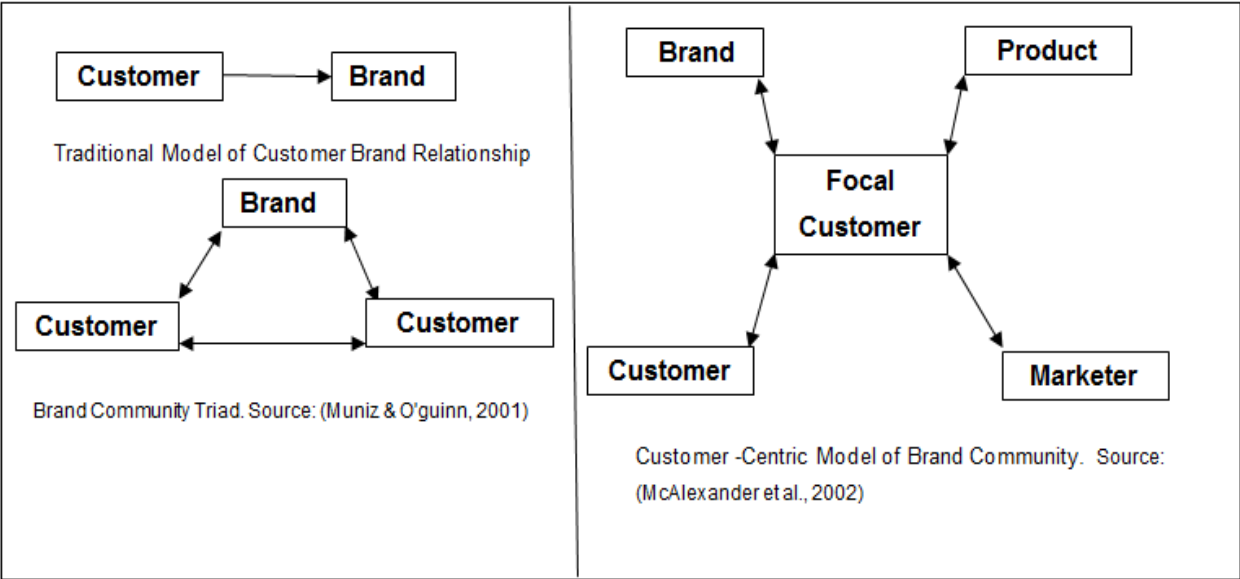 Customer
Brand
Traditional Model of Customer Brand Relationship
Brand
Customer
Customer
Brand Community Triad. Source: (Muniz & O'guinn, 2001)
Brand
Product
Focal
Customer
Customer
Marketer
Customer -Centric Model of Brand Community. Source:
(McAlexander et al., 2002)